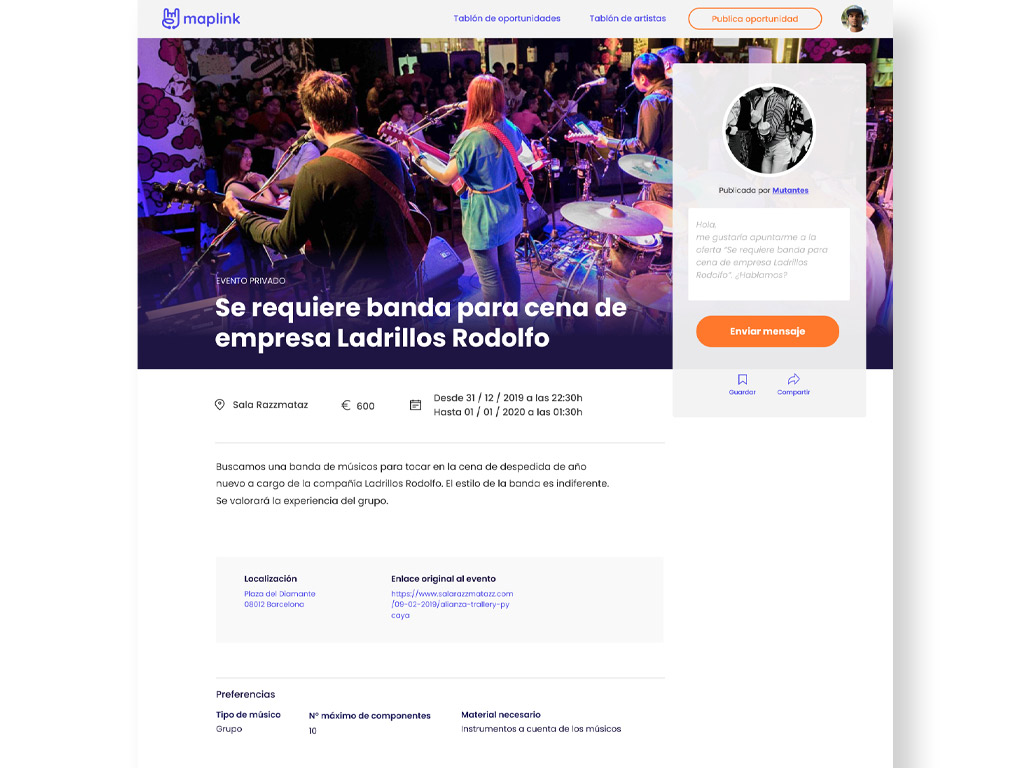 maplink
Tablón de oportunidades
Tablón de artistas
Publica oportunidad
EVENTO PRIVADO
Se requiere banda para cena de
empresa Ladrillos Rodolfo
Publicada por Mutantes
Hola,
me gustaría apuntarme a la
oferta "Se requiere banda para
cena de empresa Ladrillos
Rodolfo". ¿Hablamos?
Enviar mensaje
Guardar
Compartir
Sala Razzmataz
€ 600
Desde 31 / 12 / 2019 a las 22:30h
Hasta 01 / 01 / 2020 a las 01:30h
Buscamos una banda de músicos para tocar en la cena de despedida de año
nuevo a cargo de la compañía Ladrillos Rodolfo. El estilo de la banda es indiferente.
Se valorará la experiencia del grupo.
Localización
Plaza del Diamante
08012 Barcelona
Enlace original al evento
https://www.salarazzmatazz.com
/09-02-2019/alianza-trallery-py
caya
Preferencias
Tipo de músico
Grupo
Nº máximo de componentes
10
Material necesario
Instrumentos a cuenta de los músicos